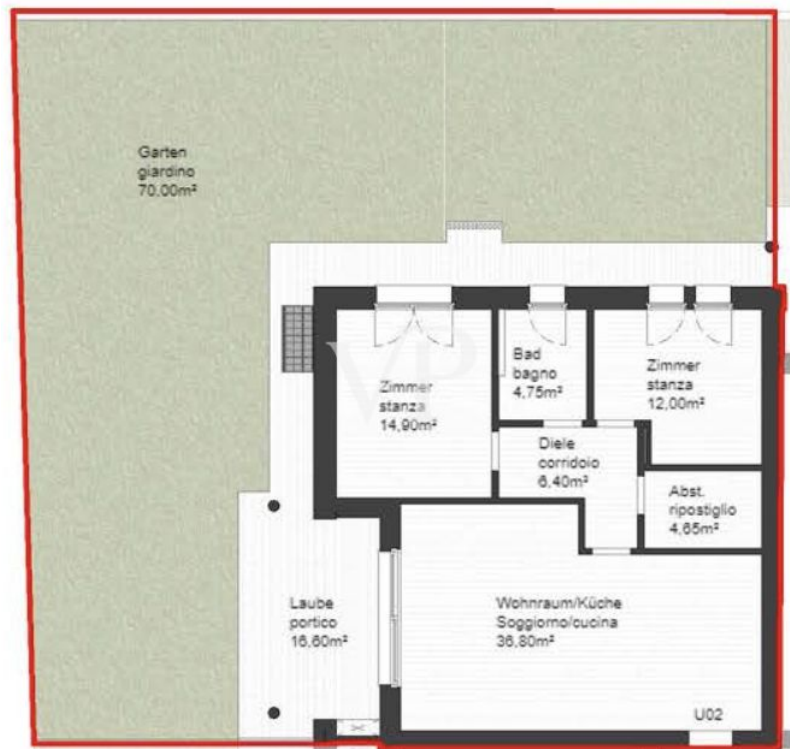 Garten
giardino
70.00m²
VP
Zimmer
stanza
14,90m²
Bad
bagno
4,75m²
Zimmer
stanza
12,00m²
Diele
corridoio
6,40m²
Abst.
ripostiglio
4,65m²
Laube
portico
16,60m²
Wohnraum/Küche
Soggiorno/cucina
36,80m²
U02